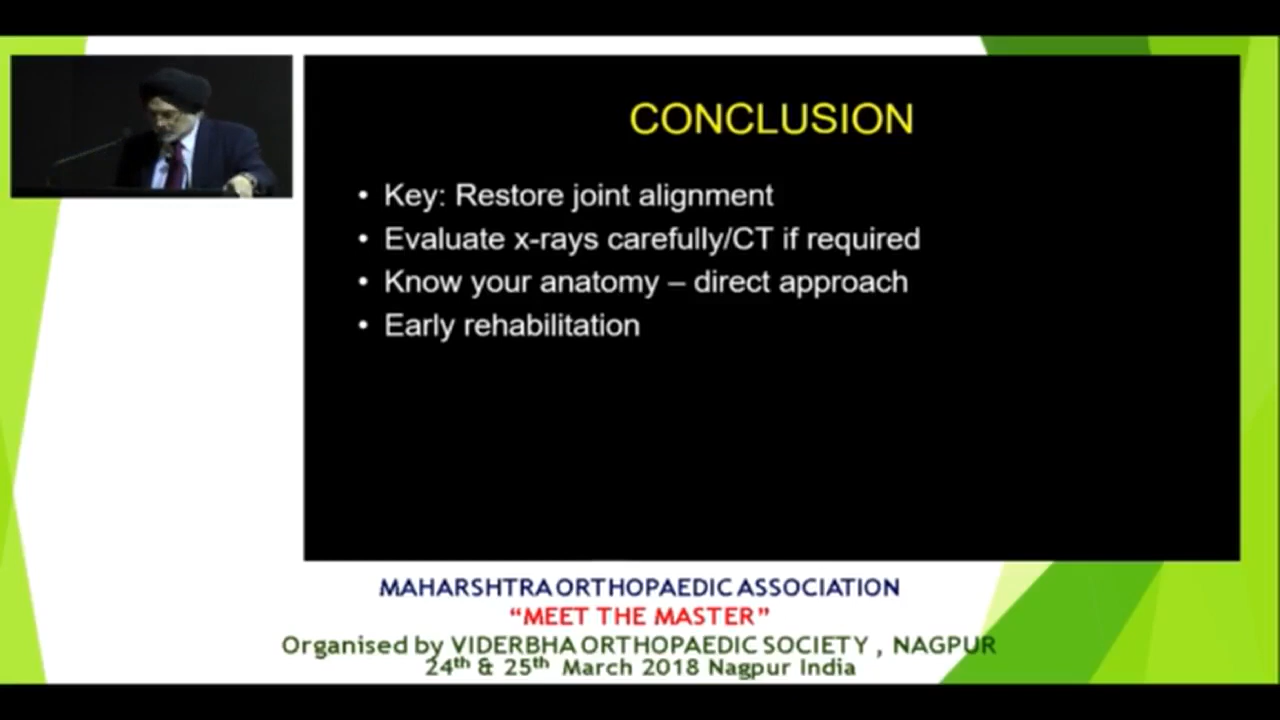 CONCLUSION
• Key: Restore joint alignment
• Evaluate x-rays carefully/CT if required
• Know your anatomy – direct approach
• Early rehabilitation
MAHARSHTRA ORTHOPAEDIC ASSOCIATION
“MEET THE MASTER”
Organised by VIDERBHA ORTHOPAEDIC SOCIETY , NAGPUR
24th & 25th March 2018 Nagpur India